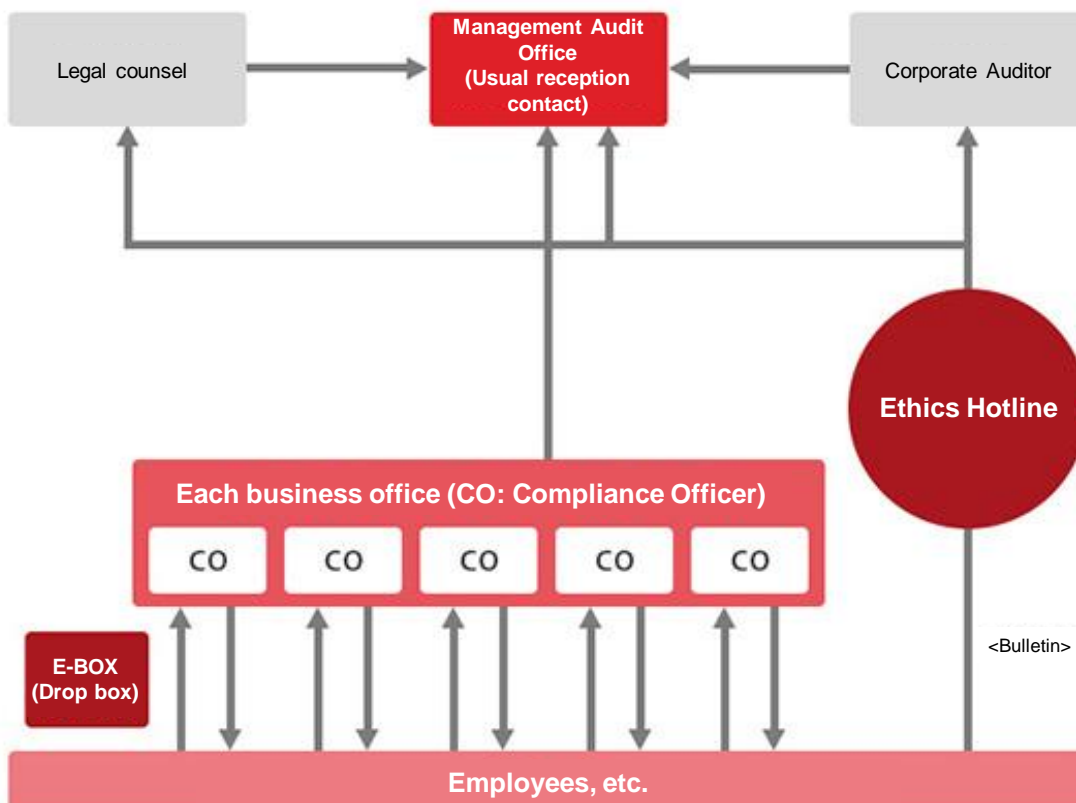 Legal counsel
Management Audit
Office
(Usual reception
contact)
Corporate Auditor
Ethics Hotline
Each business office (CO: Compliance Officer)
CO
CO
CO
CO
CO
E-BOX
(Drop box)
<Bulletin>
Employees, etc.